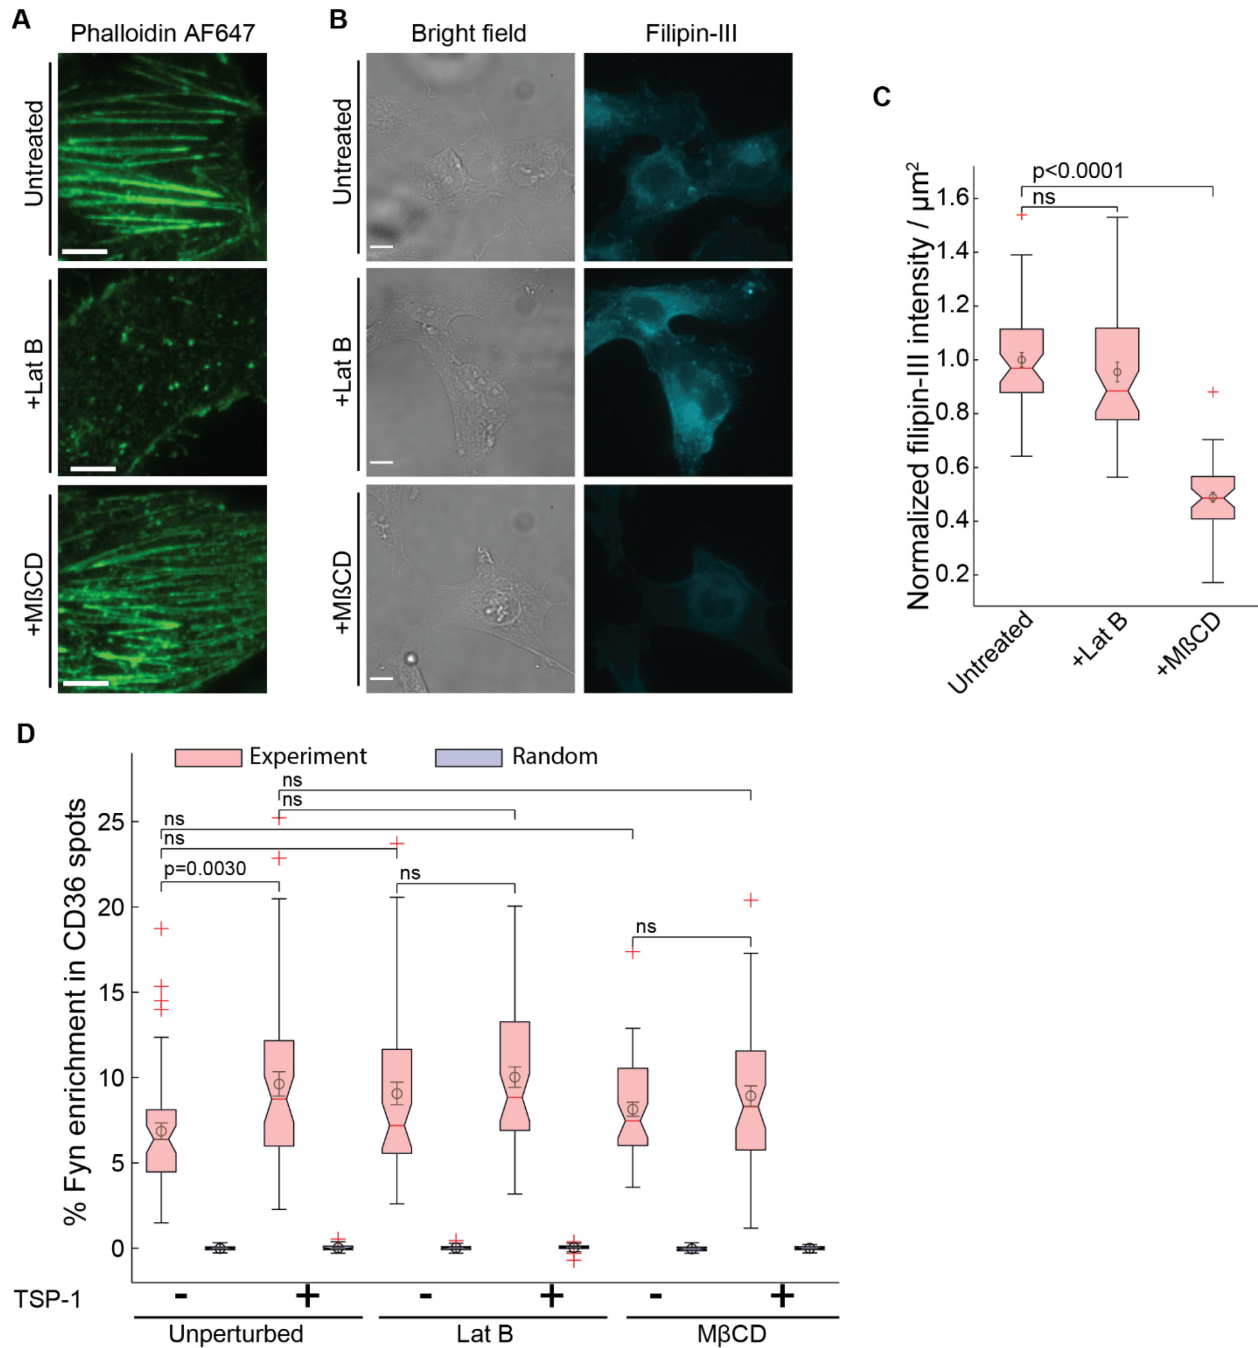 A
Phalloidin AF647
Untreated
+Lat B
+MßCD
B
Bright field
Filipin-III
Untreated
+Lat B
+MßCD
C
Normalized filipin-III intensity / µm²
p<0.0001
ns
1.6
1.4
1.2
1.0
0.8
0.6
0.4
0.2
Untreated
+Lat B
+MßCD
D
Experiment
Random
% Fyn enrichment in CD36 spots
ns
ns
ns
ns
p=0.0030
ns
ns
25
20
15
10
5
0
TSP-1
- + - + - +
Unperturbed
Lat B
MβCD